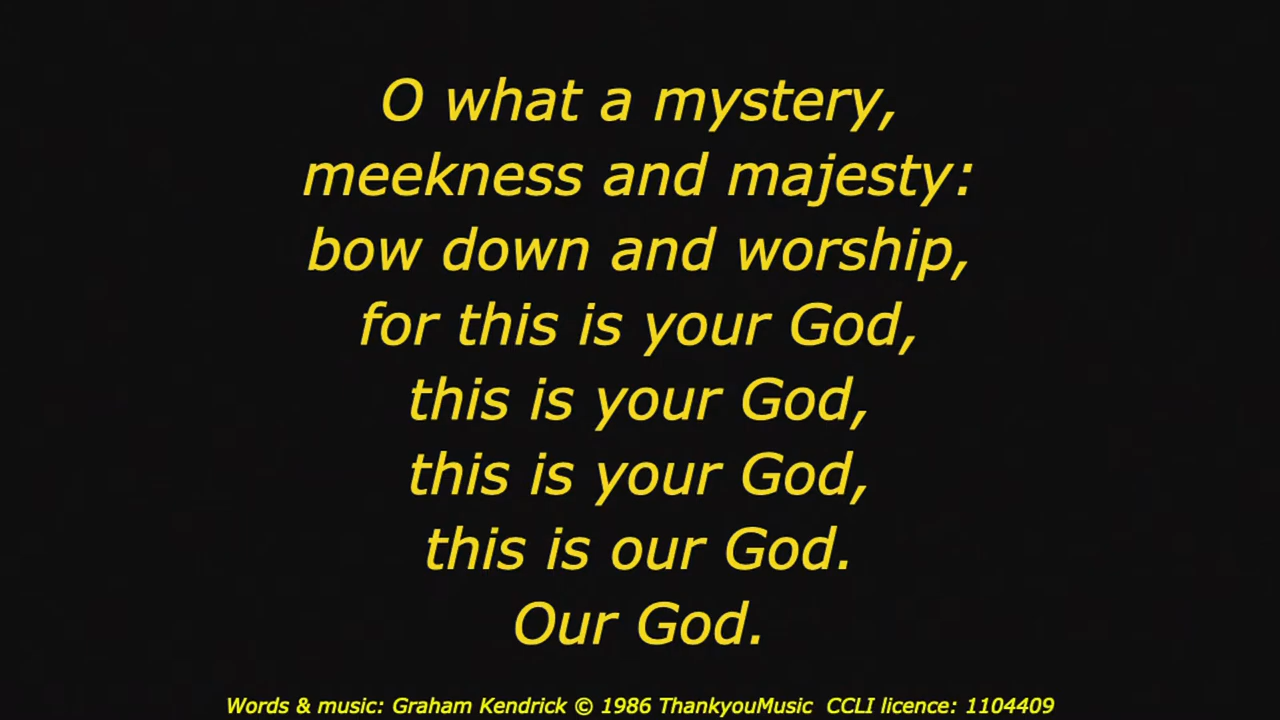 O what a mystery,
meekness and majesty:
bow down and worship,
for this is your God,
this is your God,
this is your God,
this is our God.
Our God.
Words & music: Graham Kendrick © 1986 ThankyouMusic CCLI licence: 1104409